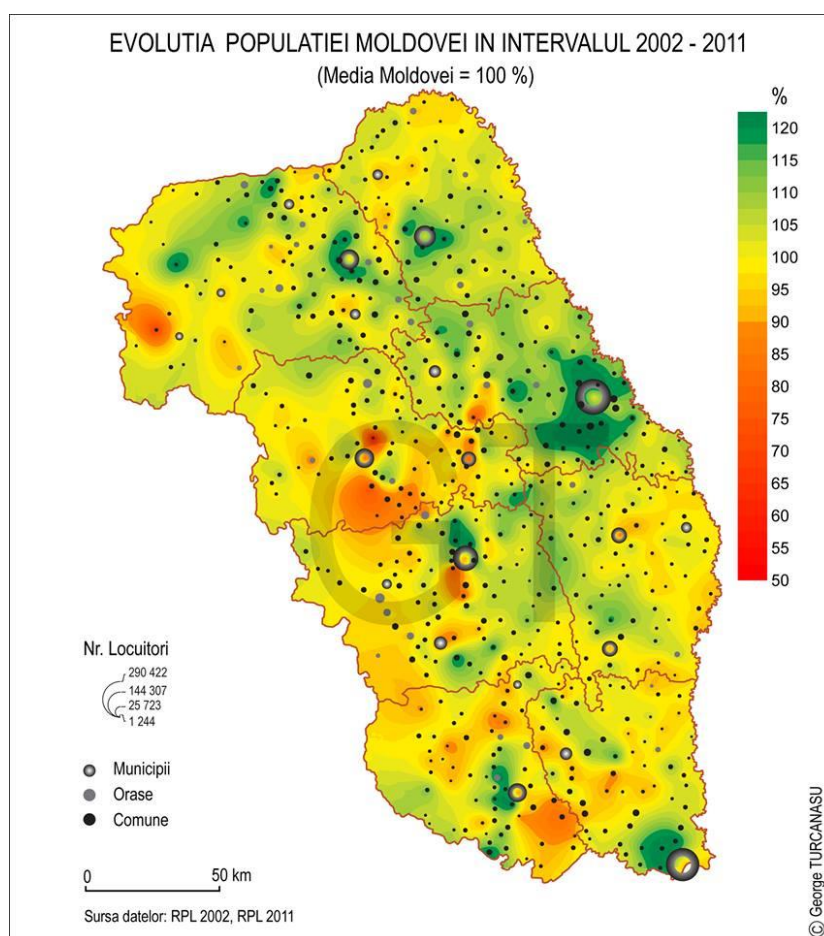 EVOLUTIA POPULATIEI MOLDOVEI IN INTERVALUL 2002 - 2011
(Media Moldovei = 100 %)
%
120
115
110
105
100
95
90
85
80
75
70
65
60
55
50
G1
Nr. Locuitori
290 422
144 307
25 723
1 244
Municipii
Orase
Comune
0 50 km
Sursa datelor: RPL 2002, RPL 2011
© George TURCANASU